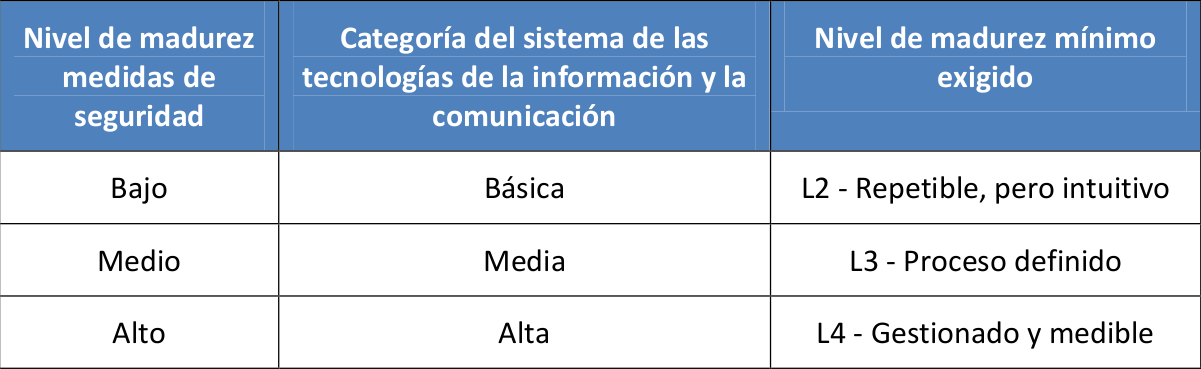 Nivel de madurez
medidas de
seguridad
Categoría del sistema de las
tecnologías de la información y la
comunicación
Nivel de madurez mínimo
exigido
Bajo
Básica
L2 - Repetible, pero intuitivo
Medio
Media
L3 - Proceso definido
Alto
Alta
L4 - Gestionado y medible